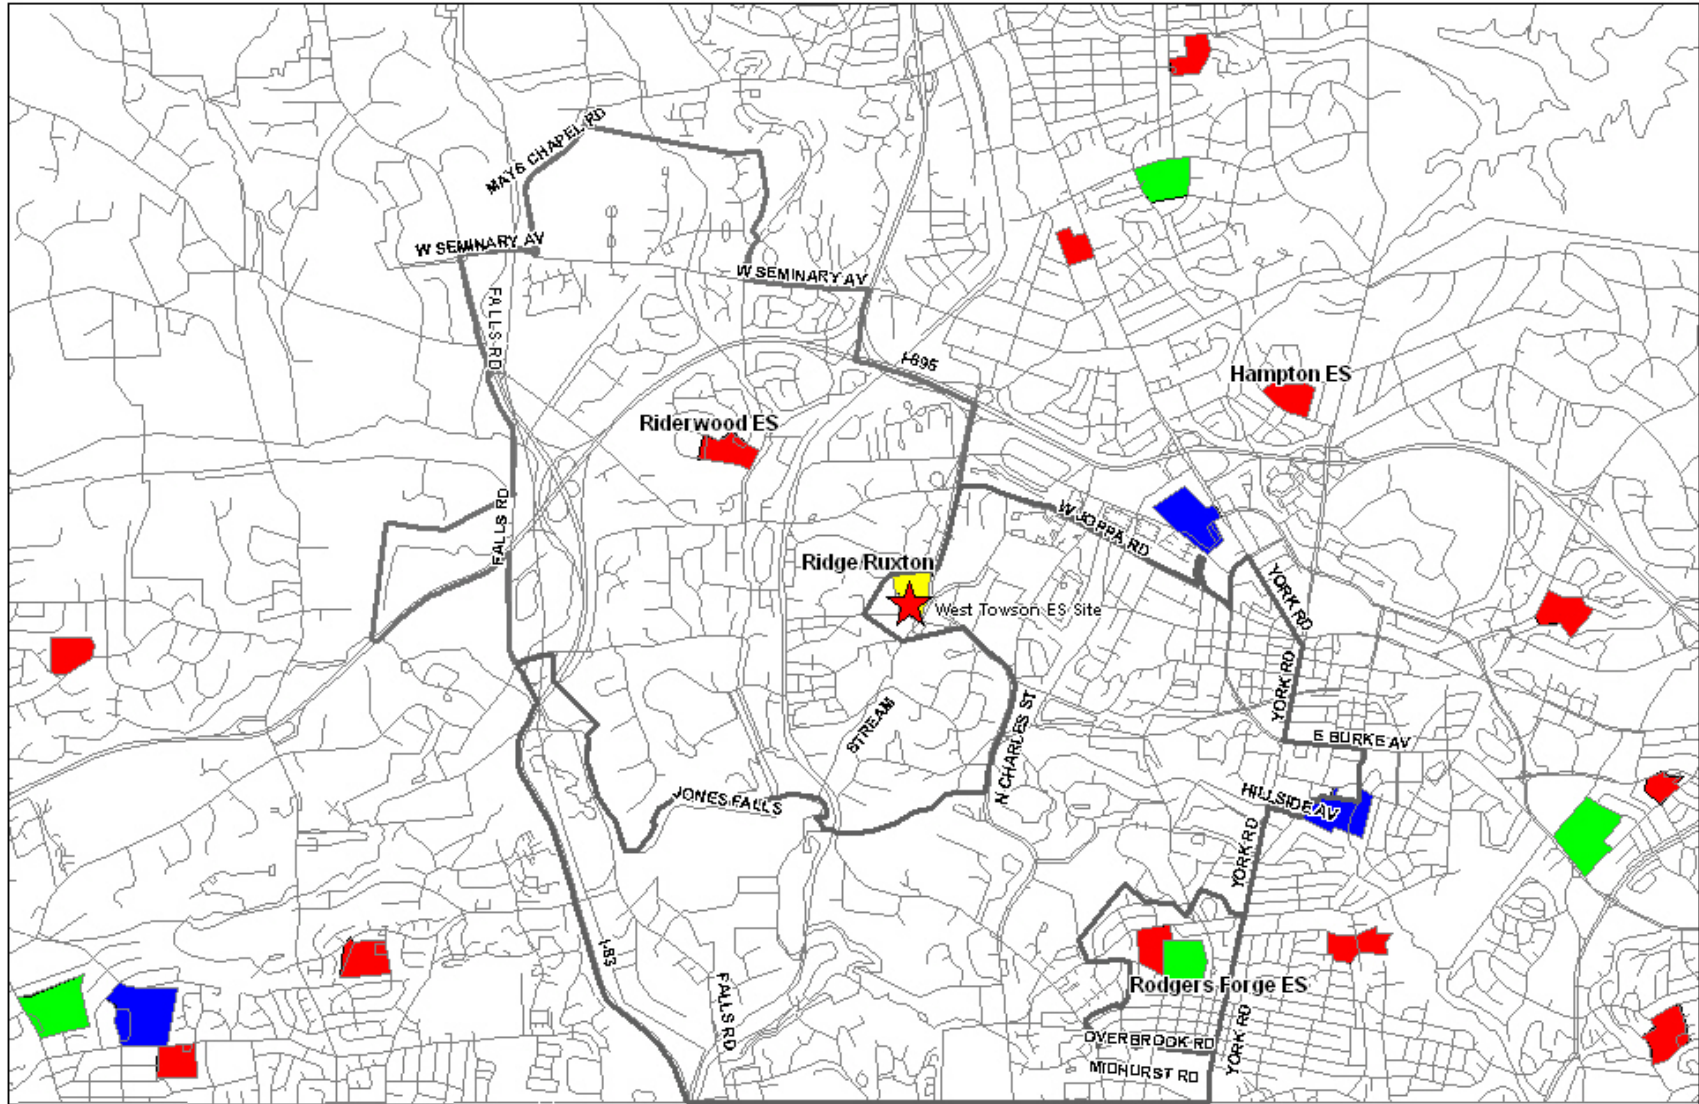 MAYS CHAPEL RD
W SEMINARY AV
W SEMINARY AV
FALLS RD
I-695
Hampton ES
Riderwood ES
FALLS RD
W JOPPA RD
Ridge/Ruxton
West Towson ES Site
YORK RD
YORK RD
STREAM
N CHARLES ST
E BURKE AV
JONES FALLS
HILLSIDE AV
YORK RD
I-83
FALLS RD
Rodgers Forge ES
YORK RD
OVERBROOK RD
MIDHURST RD